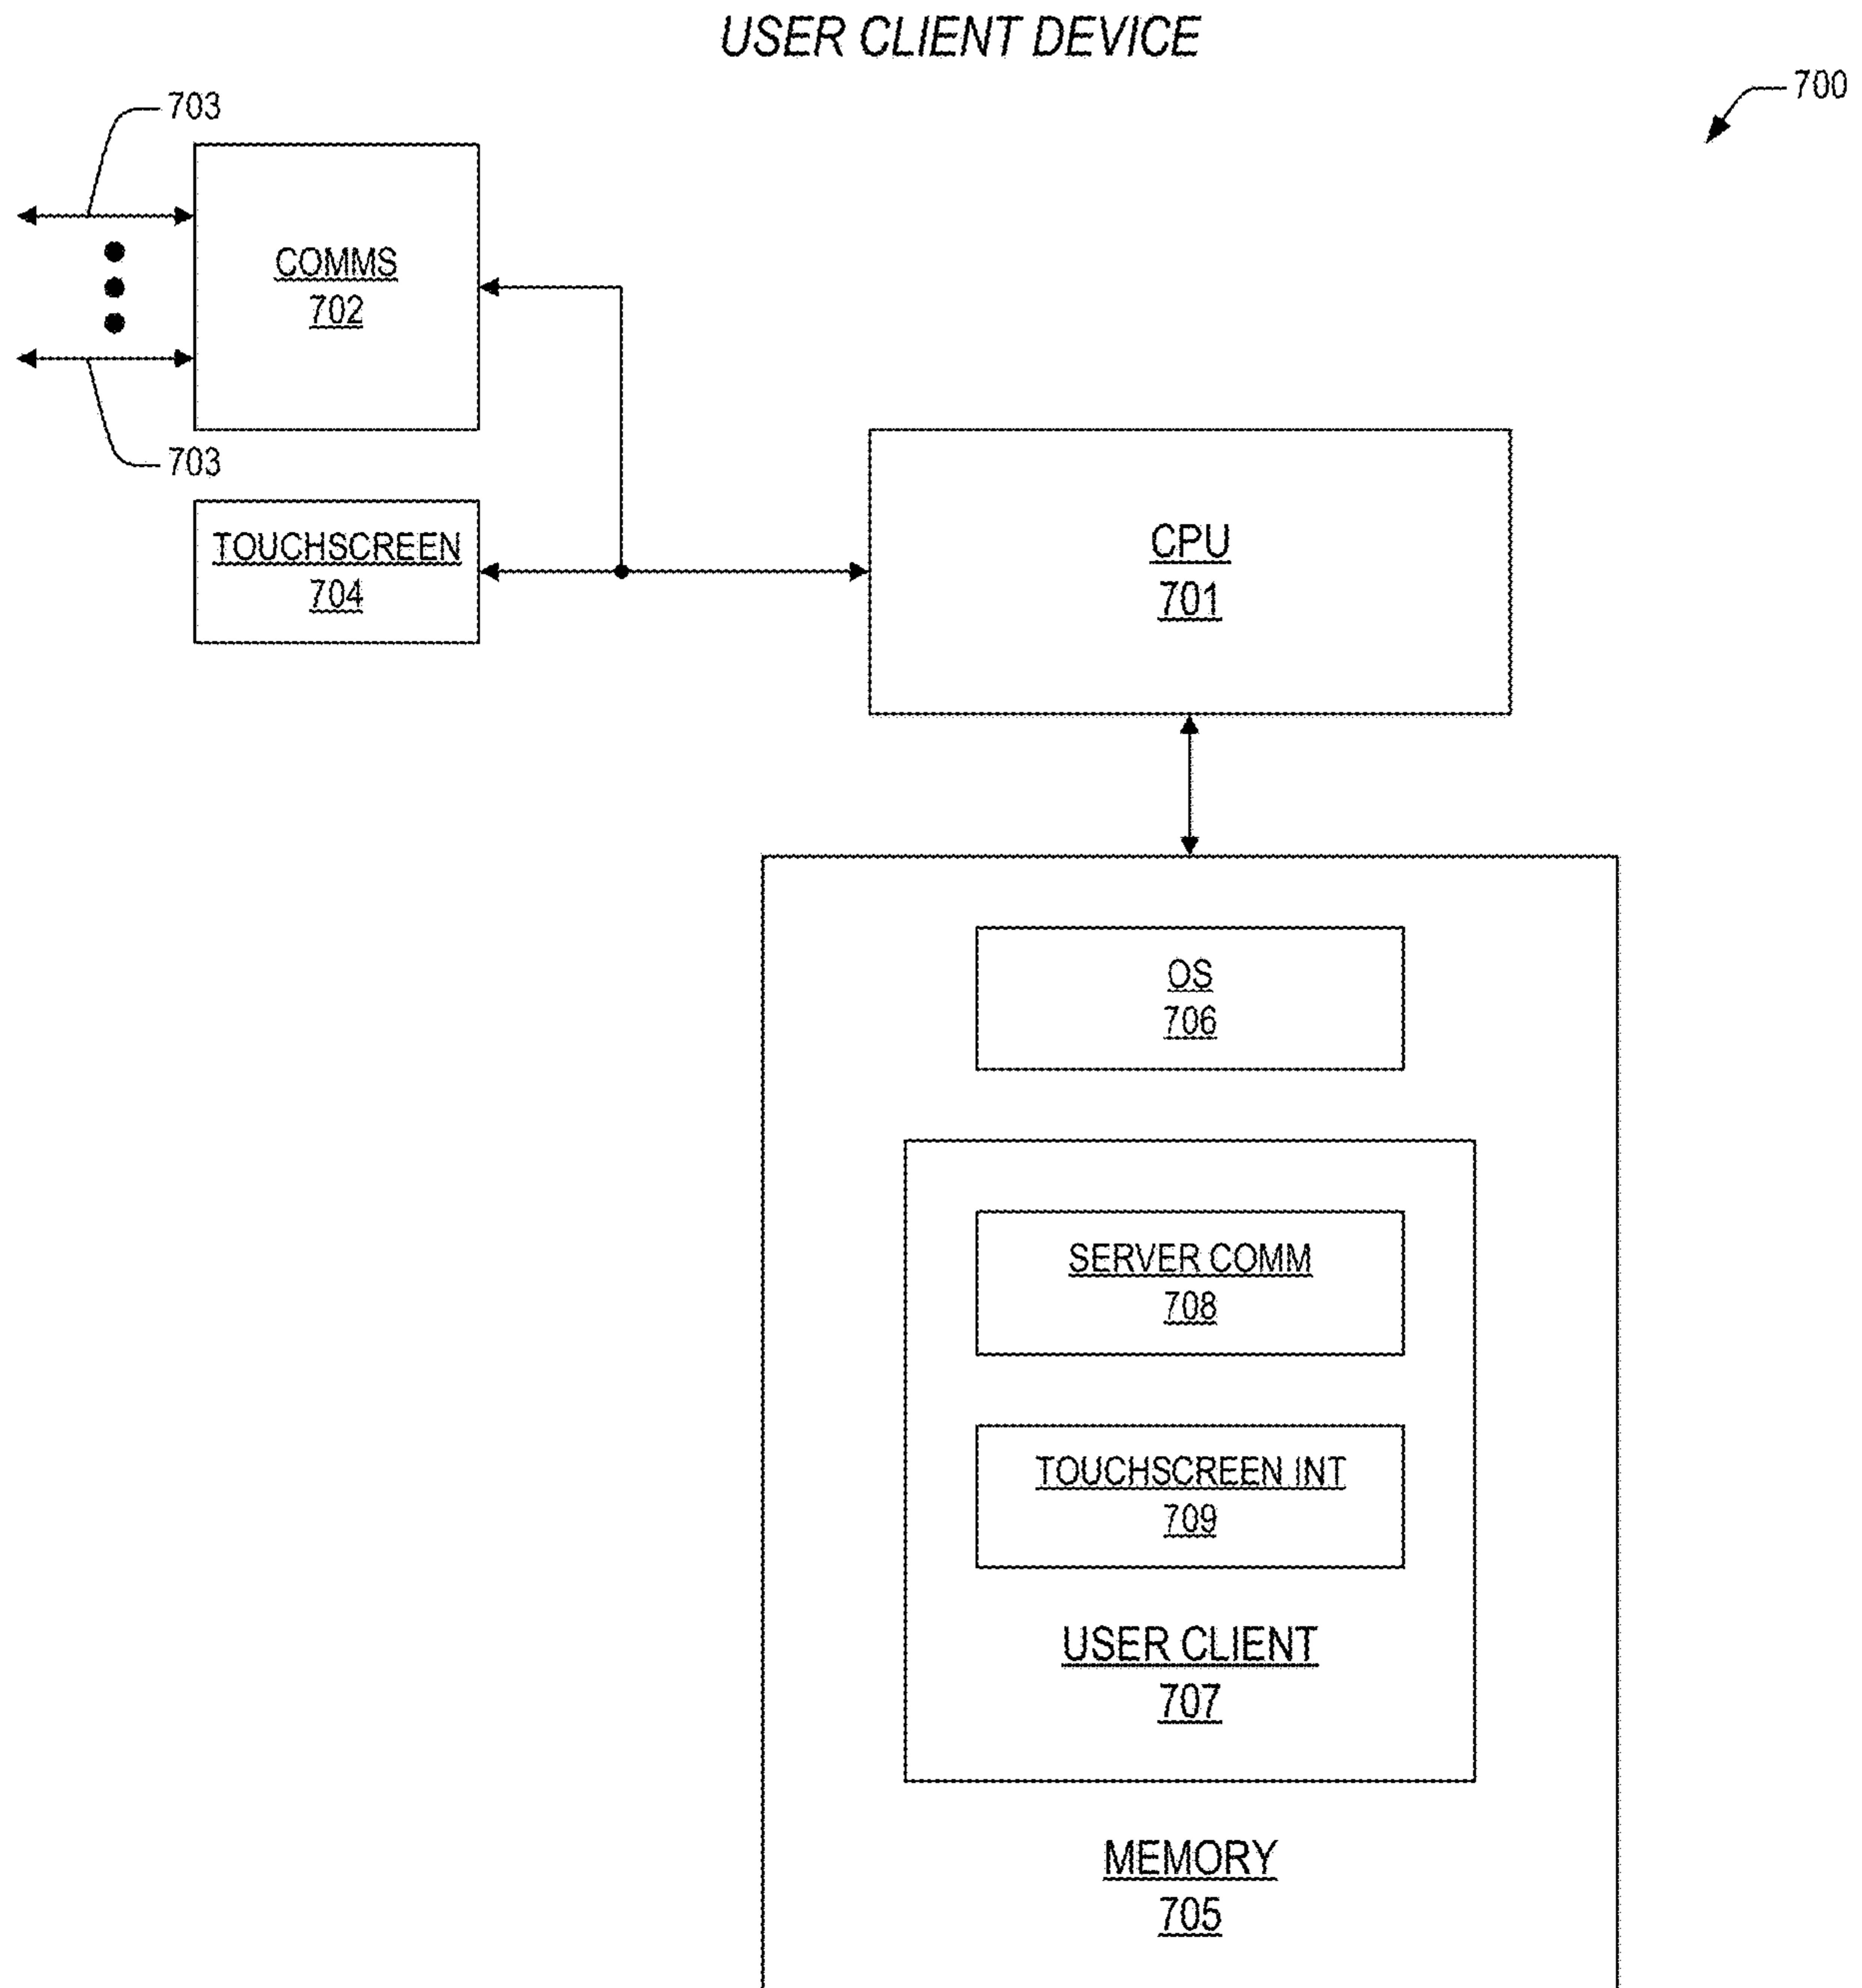 USER CLIENT DEVICE
700
703
COMMS
702
703
TOUCHSCREEN
704
CPU
701
OS
706
SERVER COMM
708
TOUCHSCREEN INT
709
USER CLIENT
707
MEMORY
705